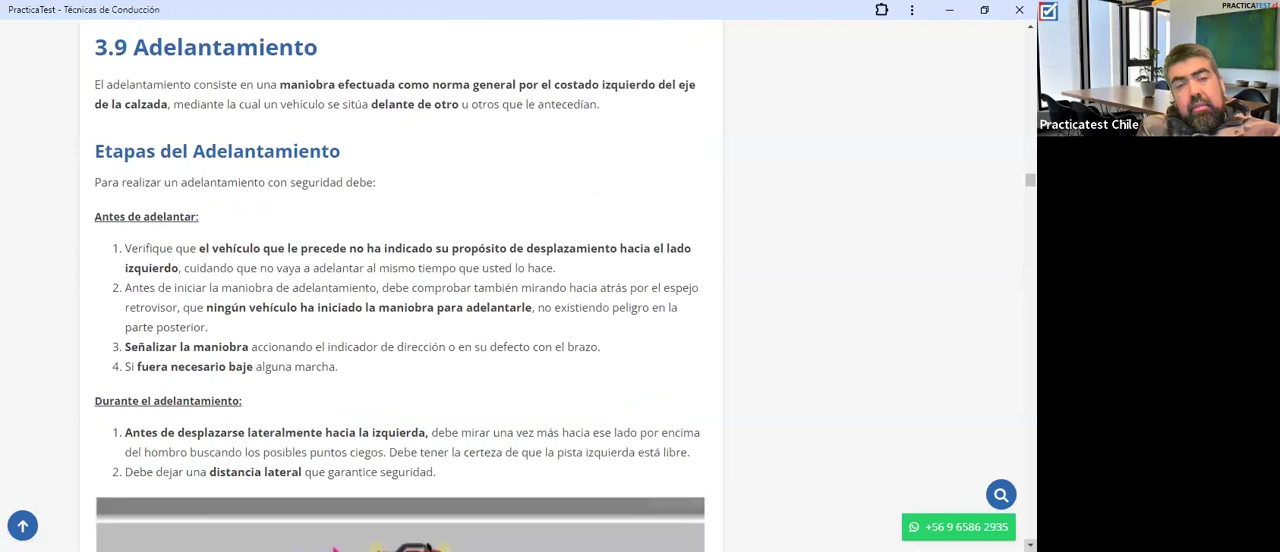 PracticaTest - Técnicas de Conducción
3.9 Adelantamiento
El adelantamiento consiste en una maniobra efectuada como norma general por el costado izquierdo del eje
de la calzada, mediante la cual un vehículo se sitúa delante de otro u otros que le antecedían.
Etapas del Adelantamiento
Para realizar un adelantamiento con seguridad debe:
Antes de adelantar:
1. Verifique que el vehículo que le precede no ha indicado su propósito de desplazamiento hacia el lado
izquierdo, cuidando que no vaya a adelantar al mismo tiempo que usted lo hace.
2. Antes de iniciar la maniobra de adelantamiento, debe comprobar también mirando hacia atrás por el espejo
retrovisor, que ningún vehículo ha iniciado la maniobra para adelantarle, no existiendo peligro en la
parte posterior.
3. Señalizar la maniobra accionando el indicador de dirección o en su defecto con el brazo.
4. Si fuera necesario baje alguna marcha.
Durante el adelantamiento:
1. Antes de desplazarse lateralmente hacia la izquierda, debe mirar una vez más hacia ese lado por encima
del hombro buscando los posibles puntos ciegos. Debe tener la certeza de que la pista izquierda está libre.
2. Debe dejar una distancia lateral que garantice seguridad.
+56 9 6586 2935
PRACTICATEST.cl
Practicatest Chile